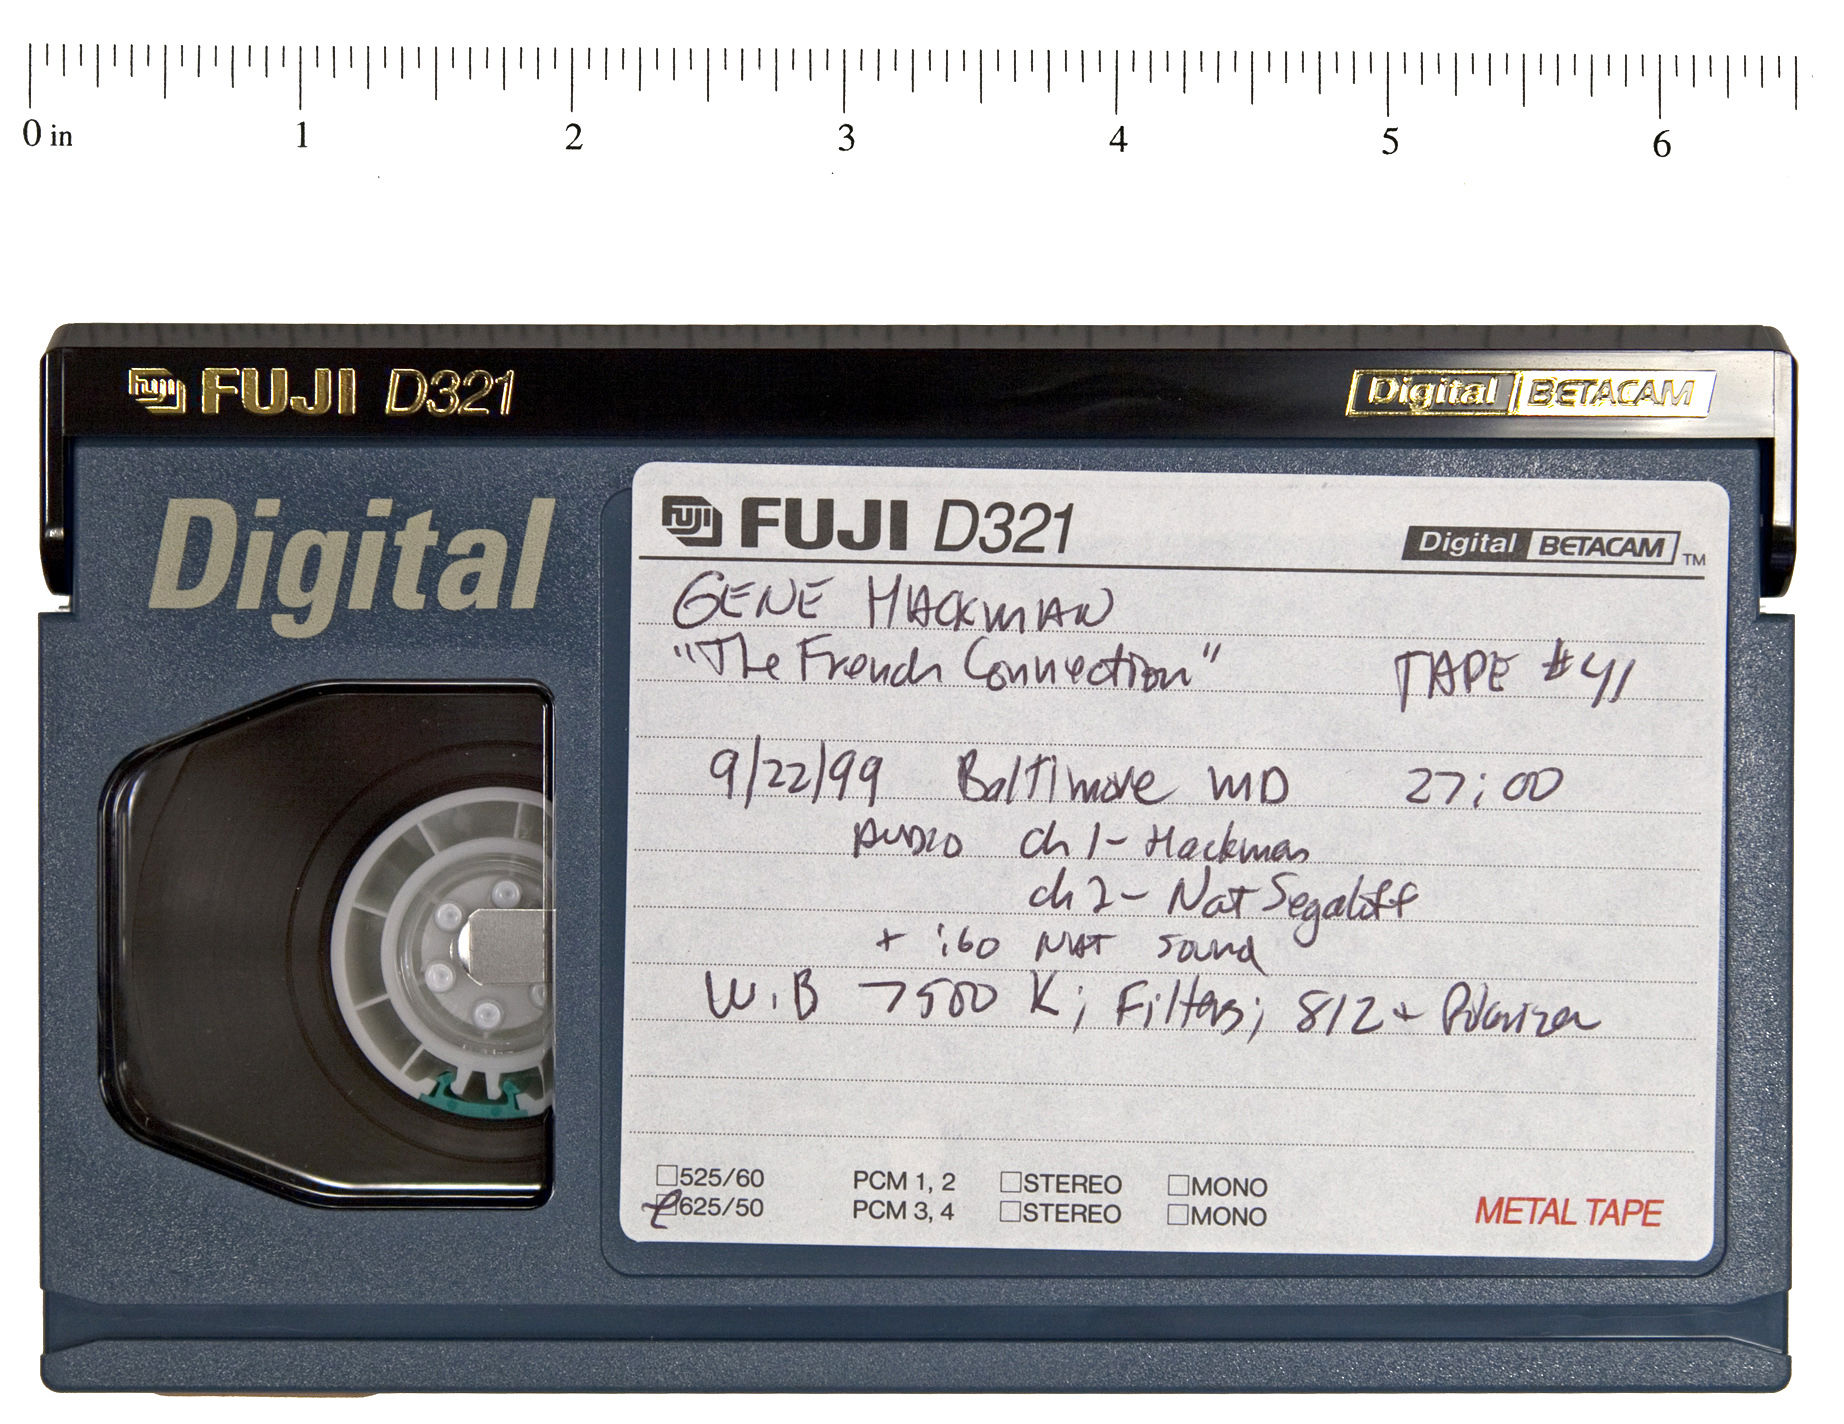 0 in 1 2 3 4 5 6
FUJI FUJI D321 Digital BETACAM
Digital
FUJI FUJI D321 Digital BETACAM TM
GENE HACKMAN
"The French Connection" TAPE #41
9/22/99 Baltimore MD 27:00
AUDIO ch 1 - Hackman
ch 2 - Nat Segaloff
+ :60 NAT Sound
W.B 7500 K; Filters; 812 + Polarizer
525/60 PCM 1, 2 STEREO MONO
625/50 PCM 3, 4 STEREO MONO
METAL TAPE